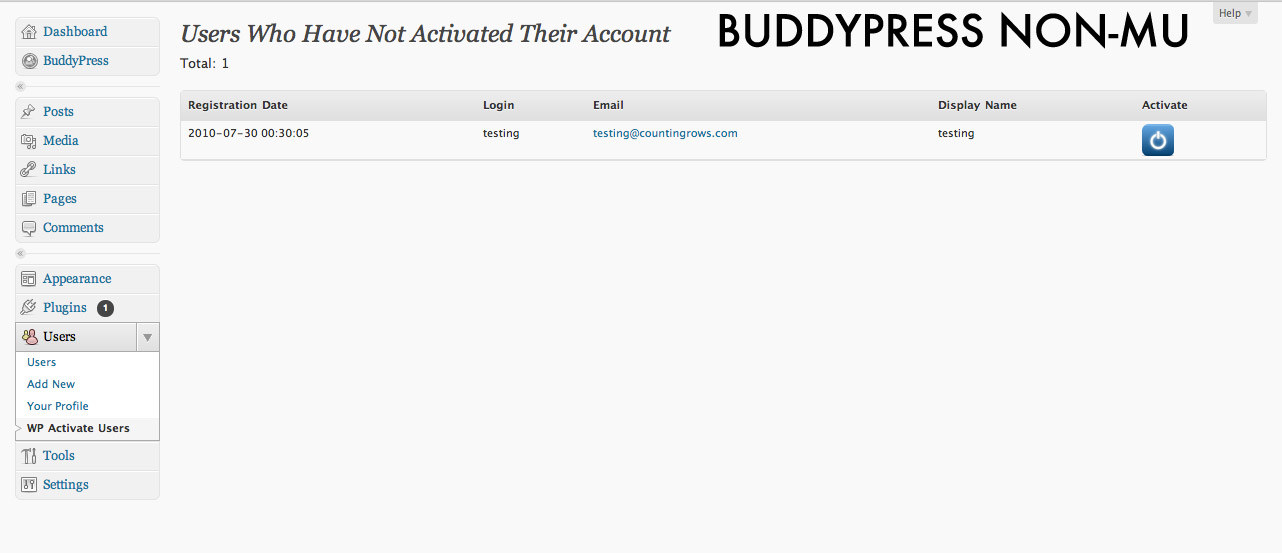 Help
BUDDYPRESS NON-MU
Users Who Have Not Activated Their Account
Total: 1
Dashboard
BuddyPress
Posts
Media
Links
Pages
Comments
Appearance
Plugins 1
Users
Users
Add New
Your Profile
WP Activate Users
Tools
Settings
Registration Date Login Email Display Name Activate
2010-07-30 00:30:05 testing testing@countingrows.com testing